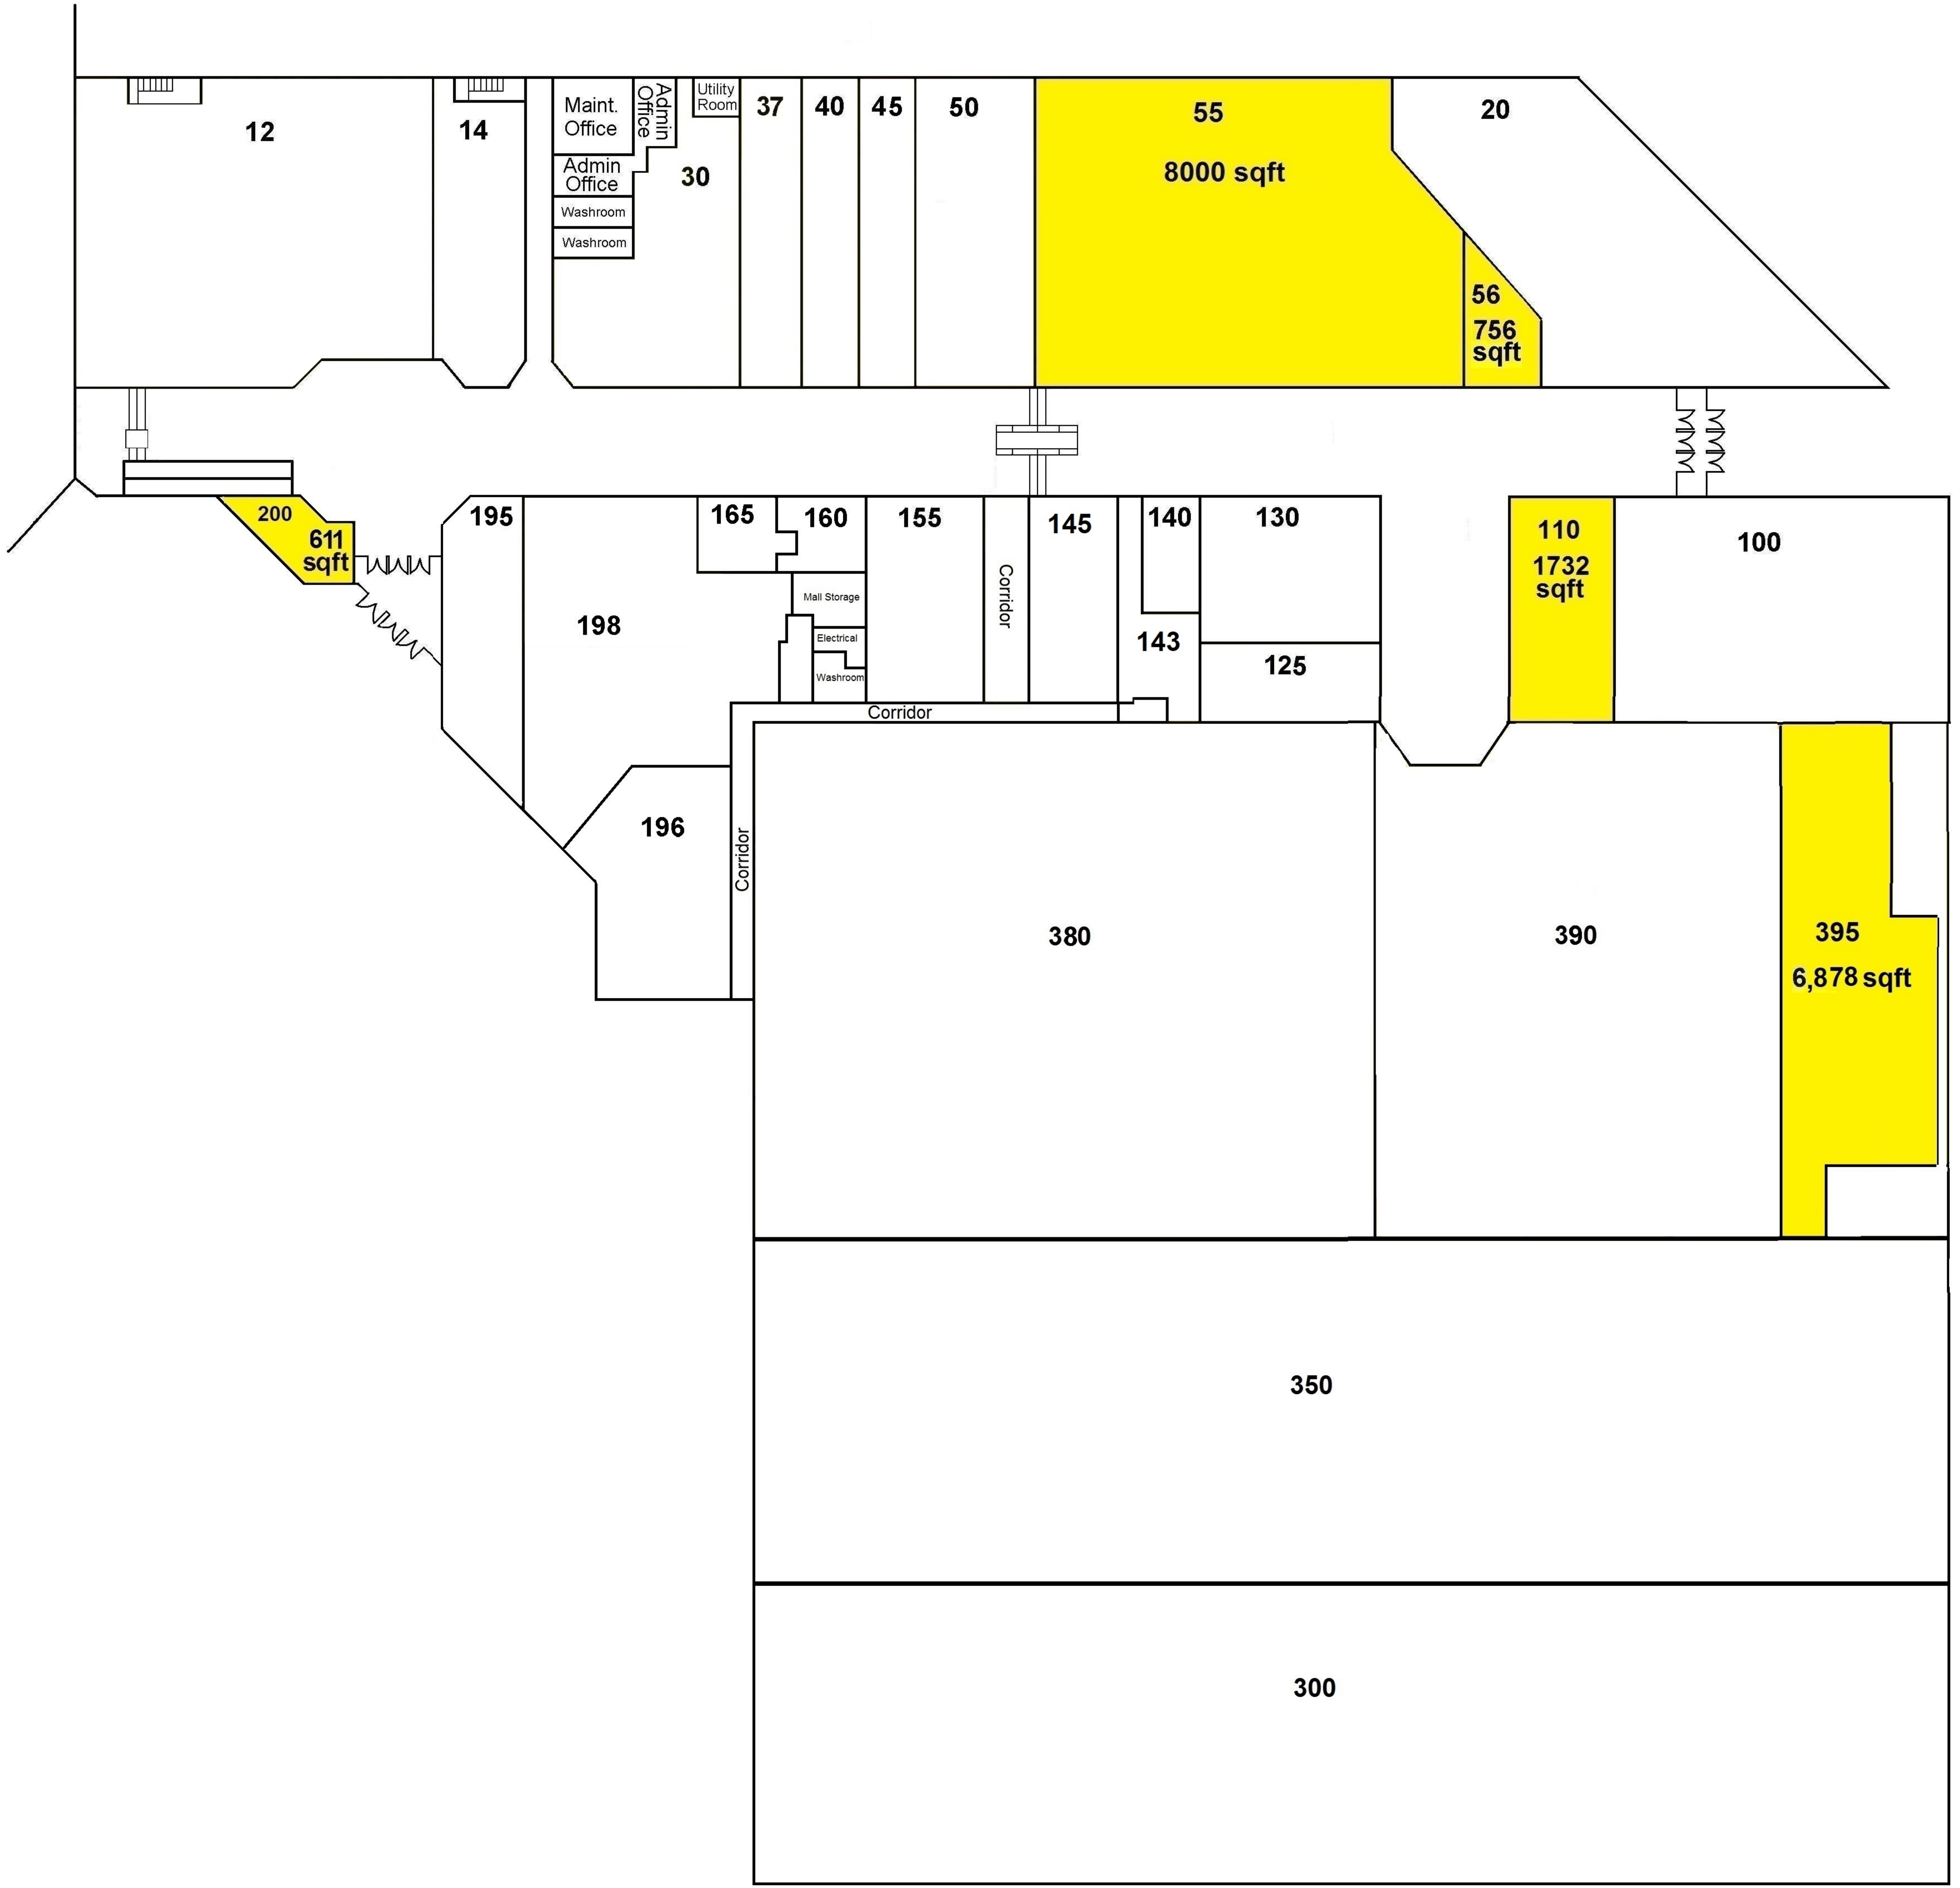 12
14
Maint.
Office
Admin
Office
Admin
Office
Washroom
Washroom
Utility
Room
30
37
40
45
50
55
8000 sqft
20
56
756
sqft
200
611
sqft
195
198
165
160
155
Mall Storage
Electrical
Washroom
Corridor
145
140
143
130
125
110
1732
sqft
100
Corridor
196
Corridor
380
390
395
6,878 sqft
350
300